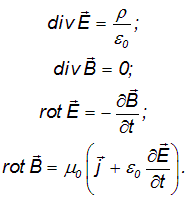 div E⃗ = ρ/ε₀;
div B⃗ = 0;
rot E⃗ = −∂B⃗/∂t;
rot B⃗ = μ₀(j⃗ + ε₀ ∂E⃗/∂t).